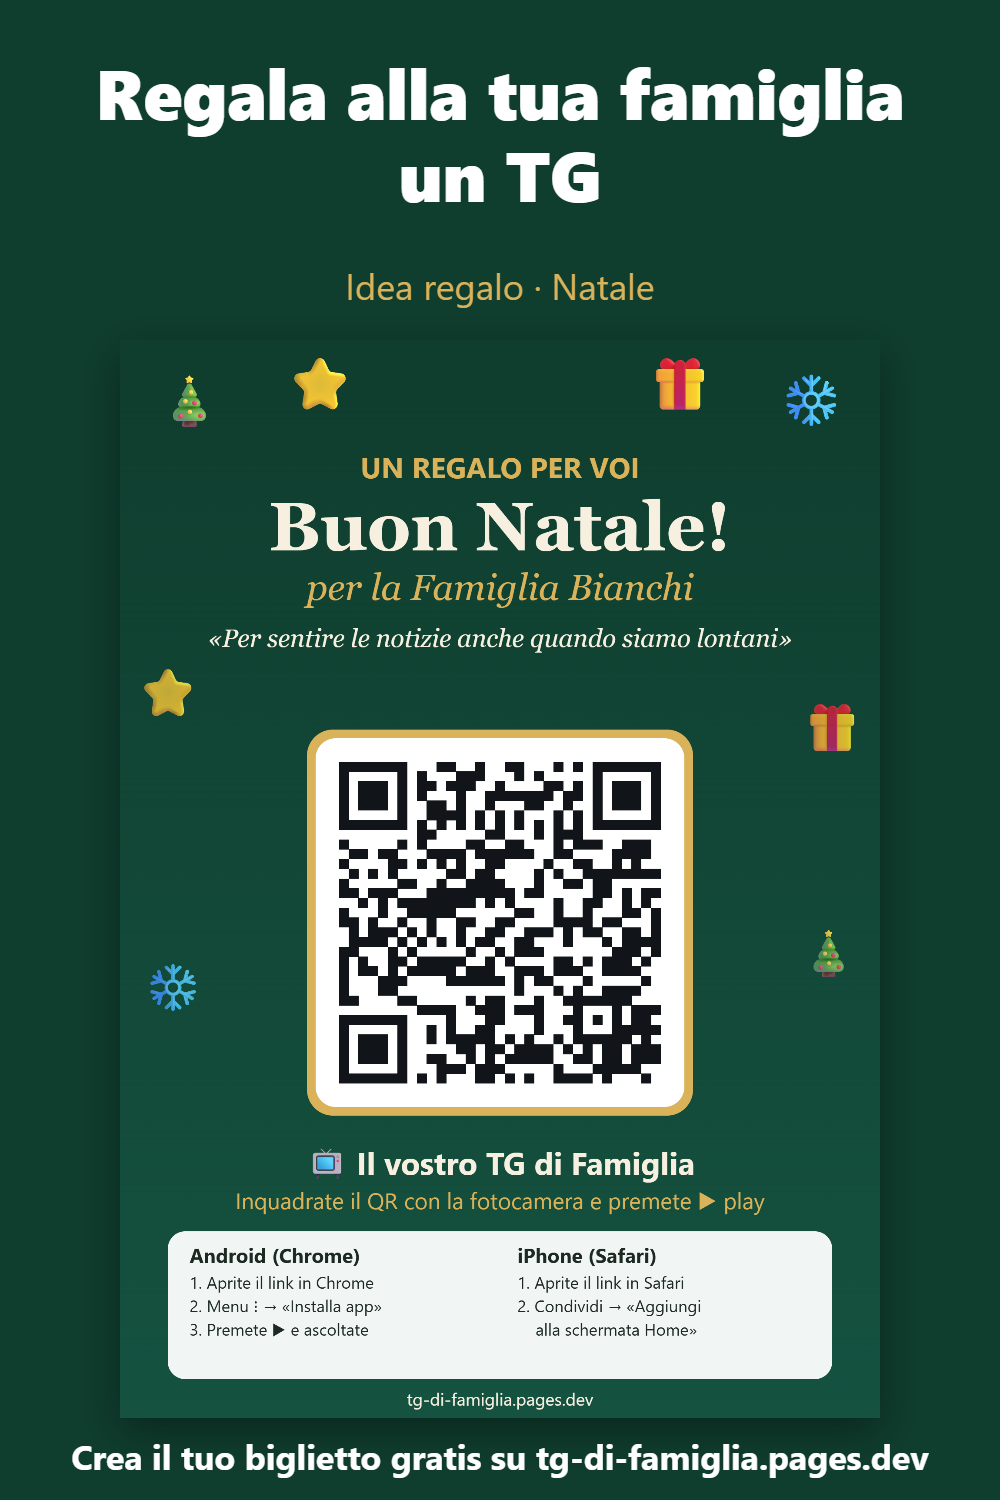 Regala alla tua famiglia
un TG
Idea regalo · Natale
UN REGALO PER VOI
Buon Natale!
per la Famiglia Bianchi
«Per sentire le notizie anche quando siamo lontani»
Il vostro TG di Famiglia
Inquadrate il QR con la fotocamera e premete ▶ play
Android (Chrome)
1. Aprite il link in Chrome
2. Menu ⋮ → «Installa app»
3. Premete ▶ e ascoltate
iPhone (Safari)
1. Aprite il link in Safari
2. Condividi → «Aggiungi
alla schermata Home»
tg-di-famiglia.pages.dev
Crea il tuo biglietto gratis su tg-di-famiglia.pages.dev